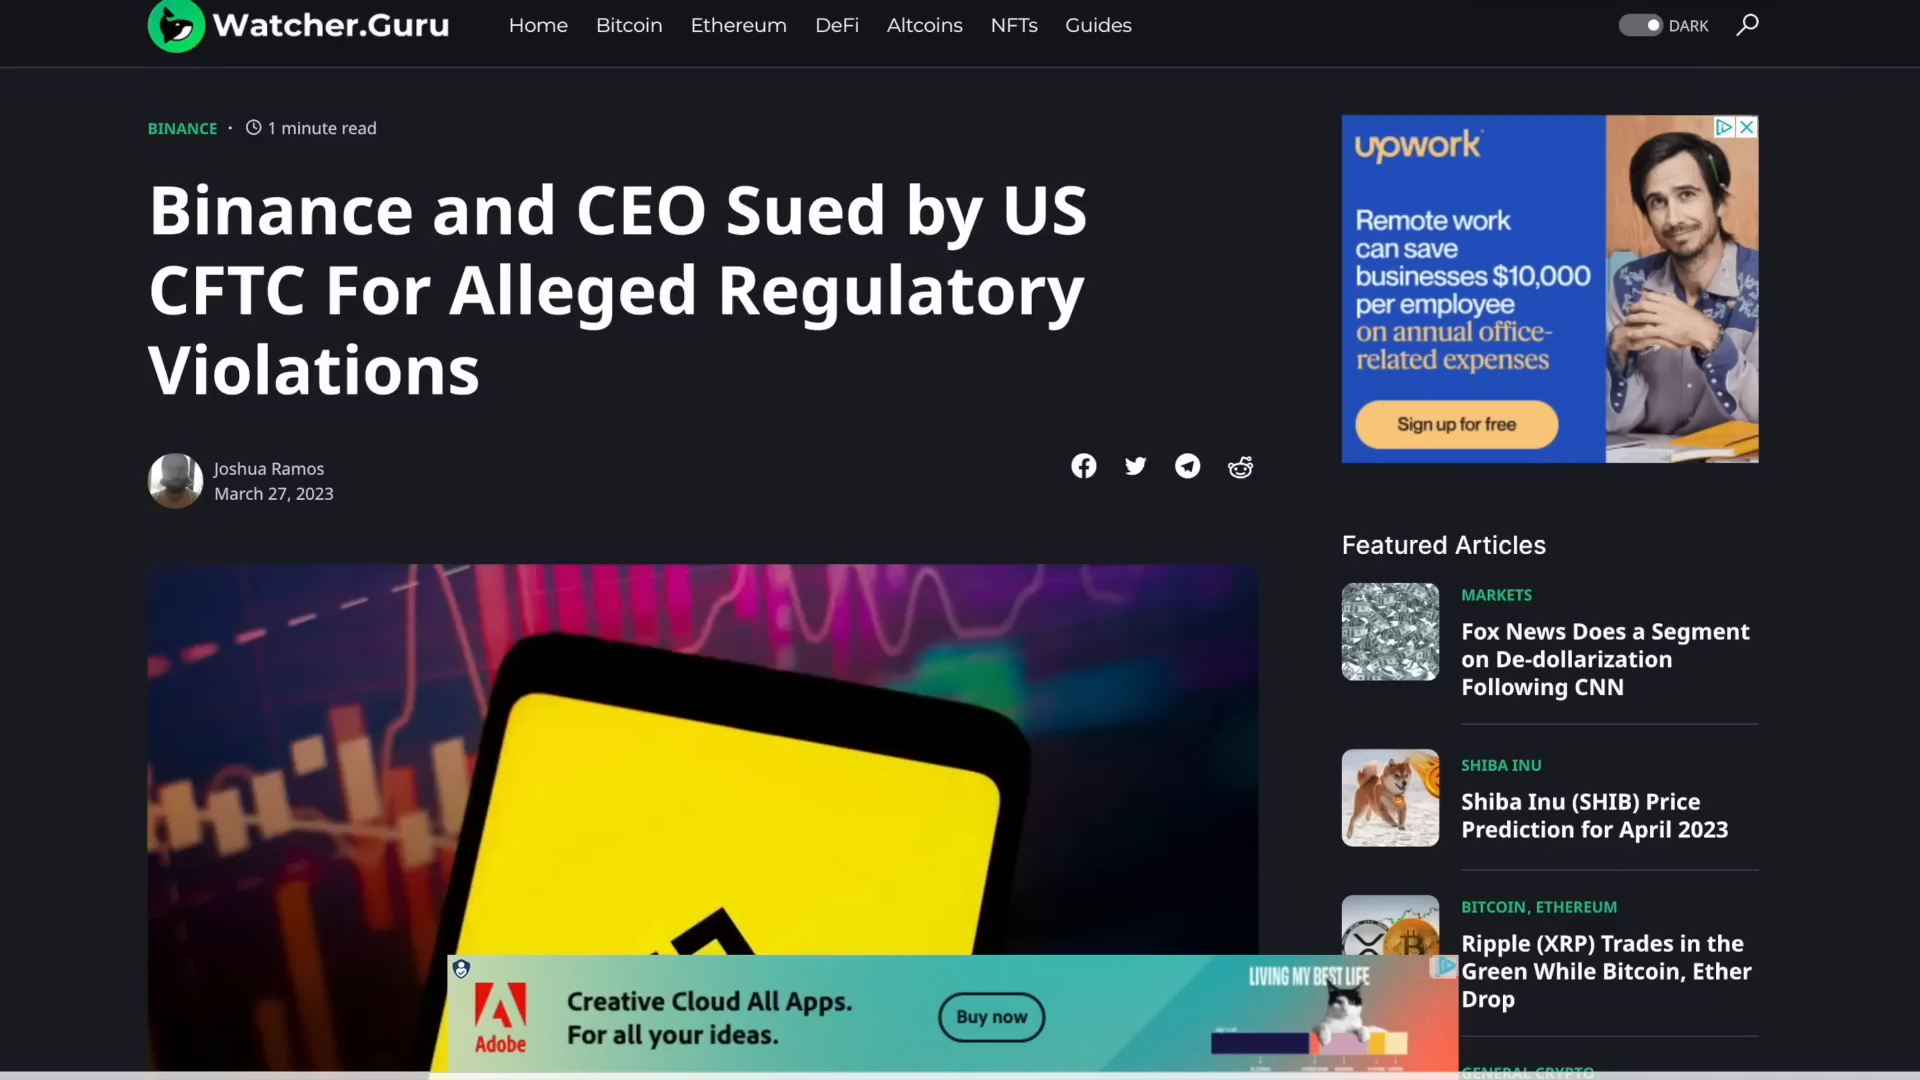 Watcher.Guru
Home
Bitcoin
Ethereum
DeFi
Altcoins
NFTs
Guides
DARK
BINANCE · 1 minute read
Binance and CEO Sued by US
CFTC For Alleged Regulatory
Violations
Joshua Ramos
March 27, 2023
upwork
Remote work
can save
businesses $10,000
per employee
on annual office-
related expenses
Sign up for free
Featured Articles
MARKETS
Fox News Does a Segment
on De-dollarization
Following CNN
SHIBA INU
Shiba Inu (SHIB) Price
Prediction for April 2023
BITCOIN, ETHEREUM
Ripple (XRP) Trades in the
Green While Bitcoin, Ether
Drop
GENERAL CRYPTO
Adobe
Creative Cloud All Apps.
For all your ideas.
Buy now
LIVING MY BEST LIFE